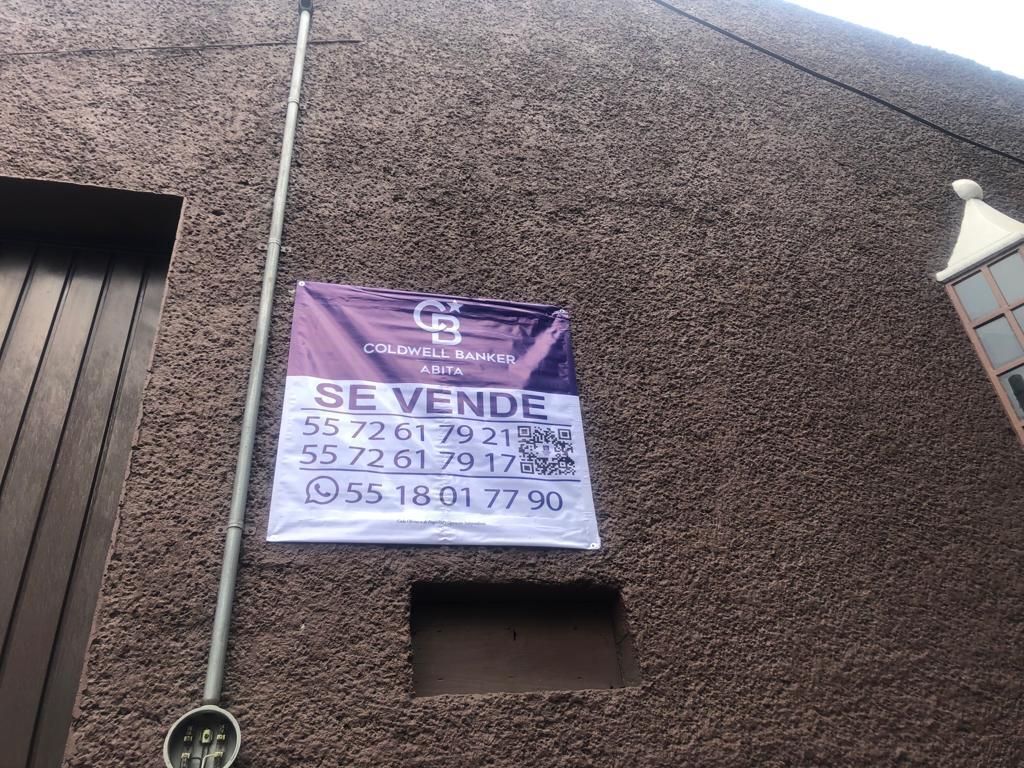 CB
COLDWELL BANKER
ABITA
SE VENDE
55 72 61 79 21
55 72 61 79 17
55 18 01 77 90